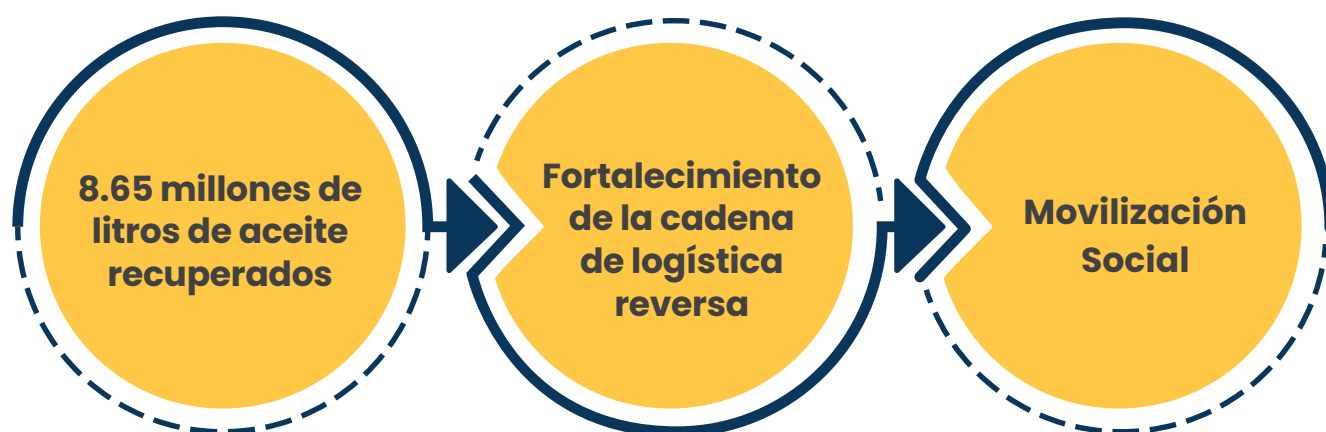 8.65 millones de
litros de aceite
recuperados
Fortalecimiento
de la cadena
de logística
reversa
Movilización
Social